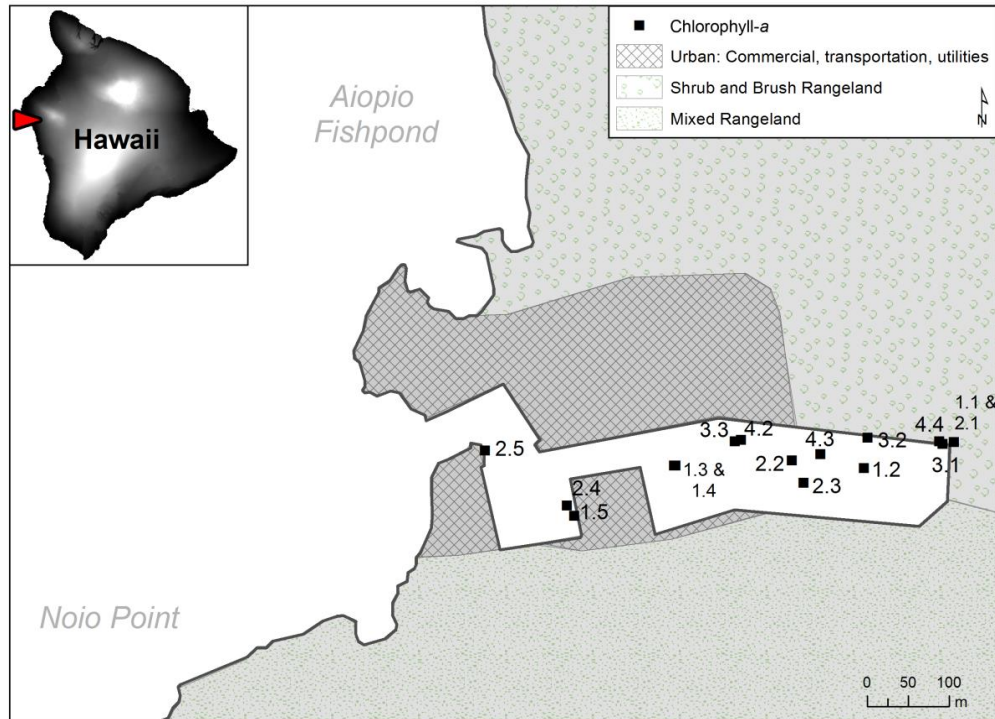 Hawaii
Aiopio
Fishpond
Chlorophyll-a
Urban: Commercial, transportation, utilities
Shrub and Brush Rangeland
Mixed Rangeland
N
1.1 &
2.1
4.4
3.1
3.2
1.2
4.3
2.2
2.3
3.3
4.2
1.3 &
1.4
2.5
2.4
1.5
Noio Point
0 50 100
m